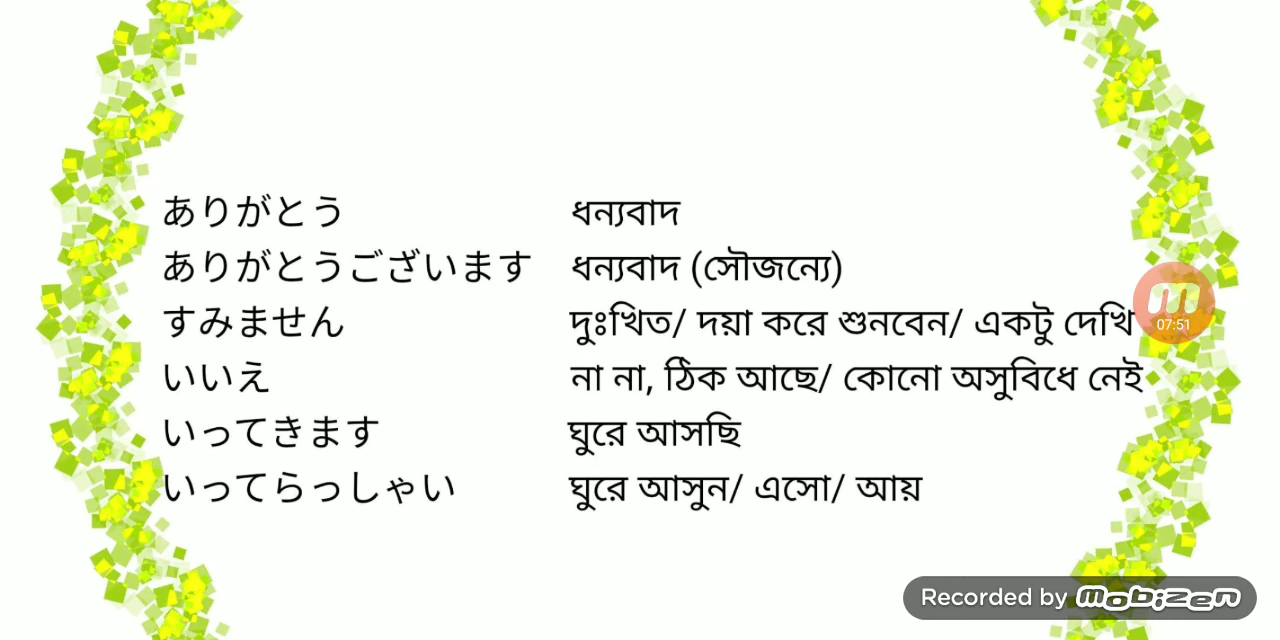 ありがとう ধন্যবাদ
ありがとうございます ধন্যবাদ (সৌজন্যে)
すみません দুঃখিত/ দয়া করে শুনবেন/ একটু দেখি
いいえ না না, ঠিক আছে/ কোনো অসুবিধে নেই
いってきます ঘুরে আসছি
いってらっしゃい ঘুরে আসুন/ এসো/ আয়
07:51
Recorded by mobizen